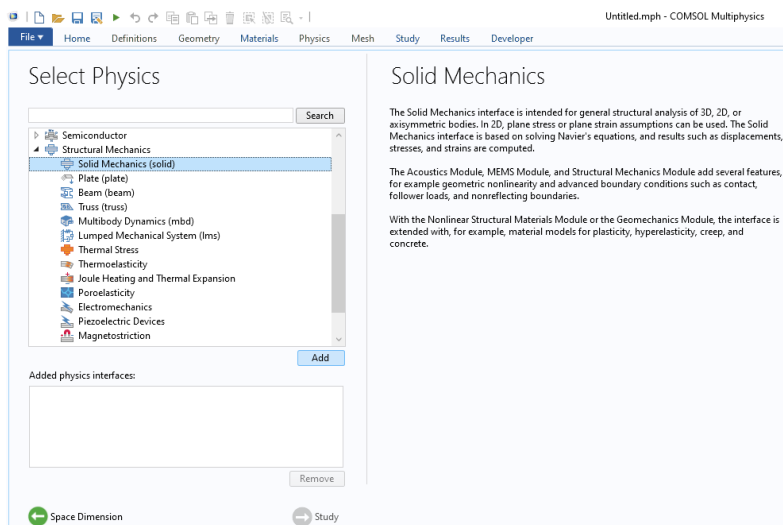 Untitled.mph - COMSOL Multiphysics
File Home Definitions Geometry Materials Physics Mesh Study Results Developer
Select Physics
Search
Semiconductor
Structural Mechanics
Solid Mechanics (solid)
Plate (plate)
Beam (beam)
Truss (truss)
Multibody Dynamics (mbd)
Lumped Mechanical System (lms)
Thermal Stress
Thermoelasticity
Joule Heating and Thermal Expansion
Poroelasticity
Electromechanics
Piezoelectric Devices
Magnetostriction
Add
Added physics interfaces:
Remove
Space Dimension
Study
Solid Mechanics
The Solid Mechanics interface is intended for general structural analysis of 3D, 2D, or
axisymmetric bodies. In 2D, plane stress or plane strain assumptions can be used. The Solid
Mechanics interface is based on solving Navier's equations, and results such as displacements,
stresses, and strains are computed.
The Acoustics Module, MEMS Module, and Structural Mechanics Module add several features,
for example geometric nonlinearity and advanced boundary conditions such as contact,
follower loads, and nonreflecting boundaries.
With the Nonlinear Structural Materials Module or the Geomechanics Module, the interface is
extended with, for example, material models for plasticity, hyperelasticity, creep, and
concrete.